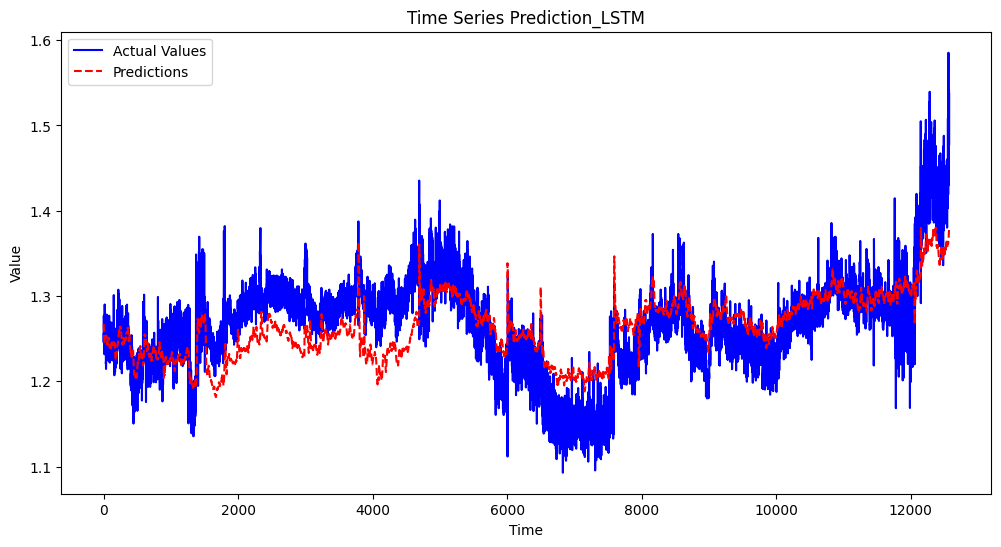 Time Series Prediction_LSTM
Actual Values
Predictions
Value
1.6
1.5
1.4
1.3
1.2
1.1
0 2000 4000 6000 8000 10000 12000
Time